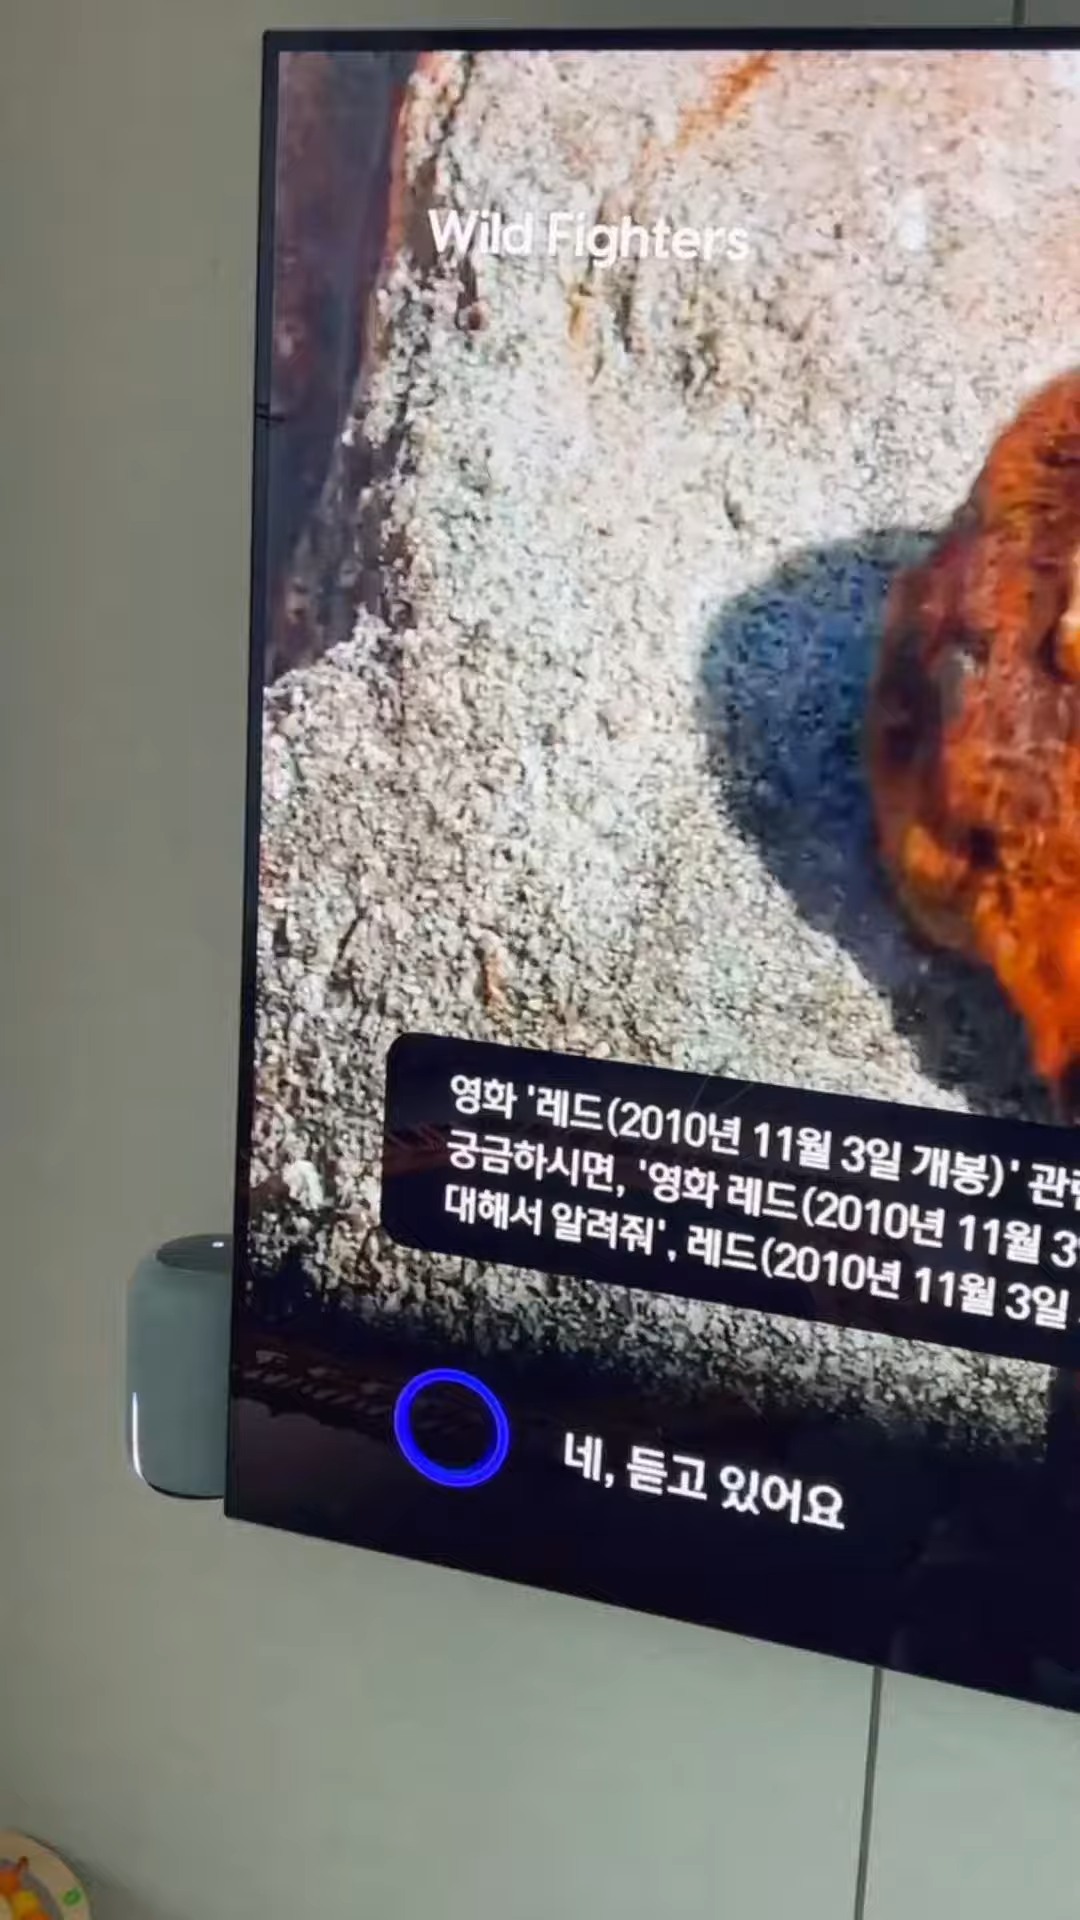 Wild Fighters
영화 '레드(2010년 11월 3일 개봉)'
궁금하시면, '영화 레드(2010년 11월
대해서 알려줘', 레드(2010년 11월 3일
네, 듣고 있어요